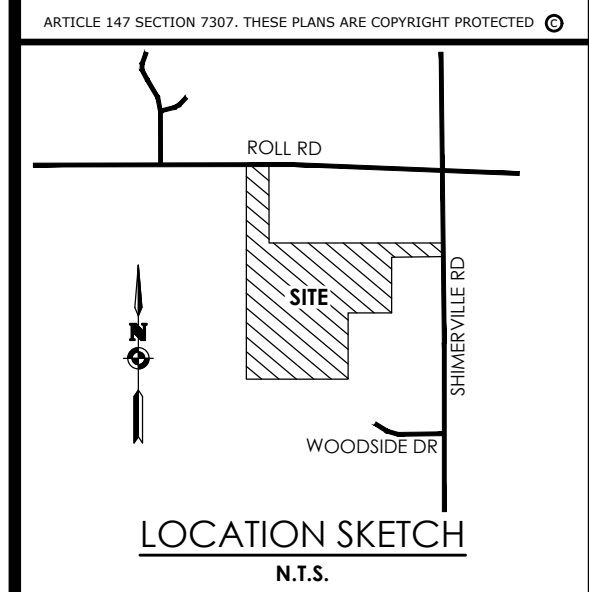 ARTICLE 147 SECTION 7307. THESE PLANS ARE COPYRIGHT PROTECTED ©
ROLL RD
SITE
N
SHIMERVILLE RD
WOODSIDE DR
LOCATION SKETCH
N.T.S.